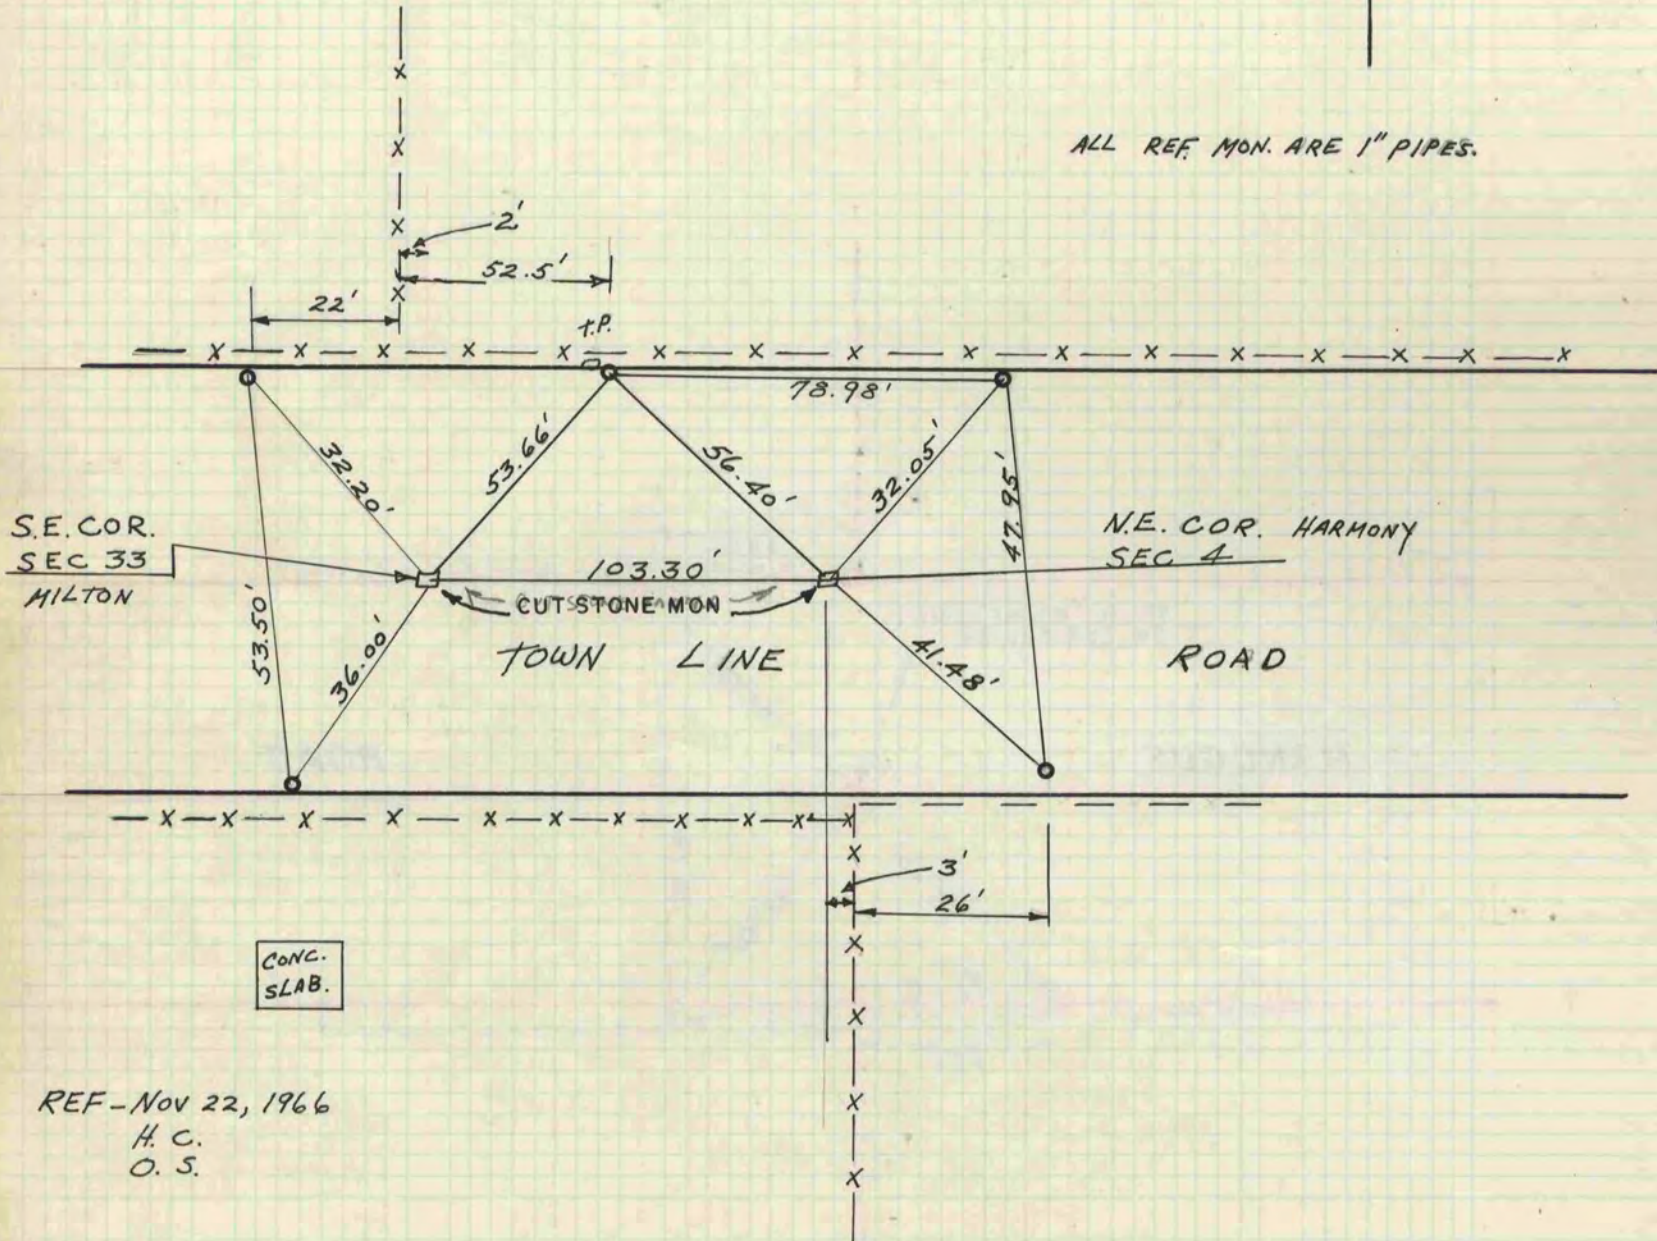 ALL REF. MON. ARE 1" PIPES.
2'
52.5'
22'
T.P.
78.98'
32.20'
53.66'
56.40'
32.05'
47.95'
S.E. COR.
SEC 33
MILTON
N.E. COR. HARMONY
SEC 4
103.30'
CUT STONE MON
53.50'
36.00'
TOWN LINE ROAD
41.48'
3'
26'
CONC.
SLAB.
REF-NOV 22, 1966
H. C.
O. S.